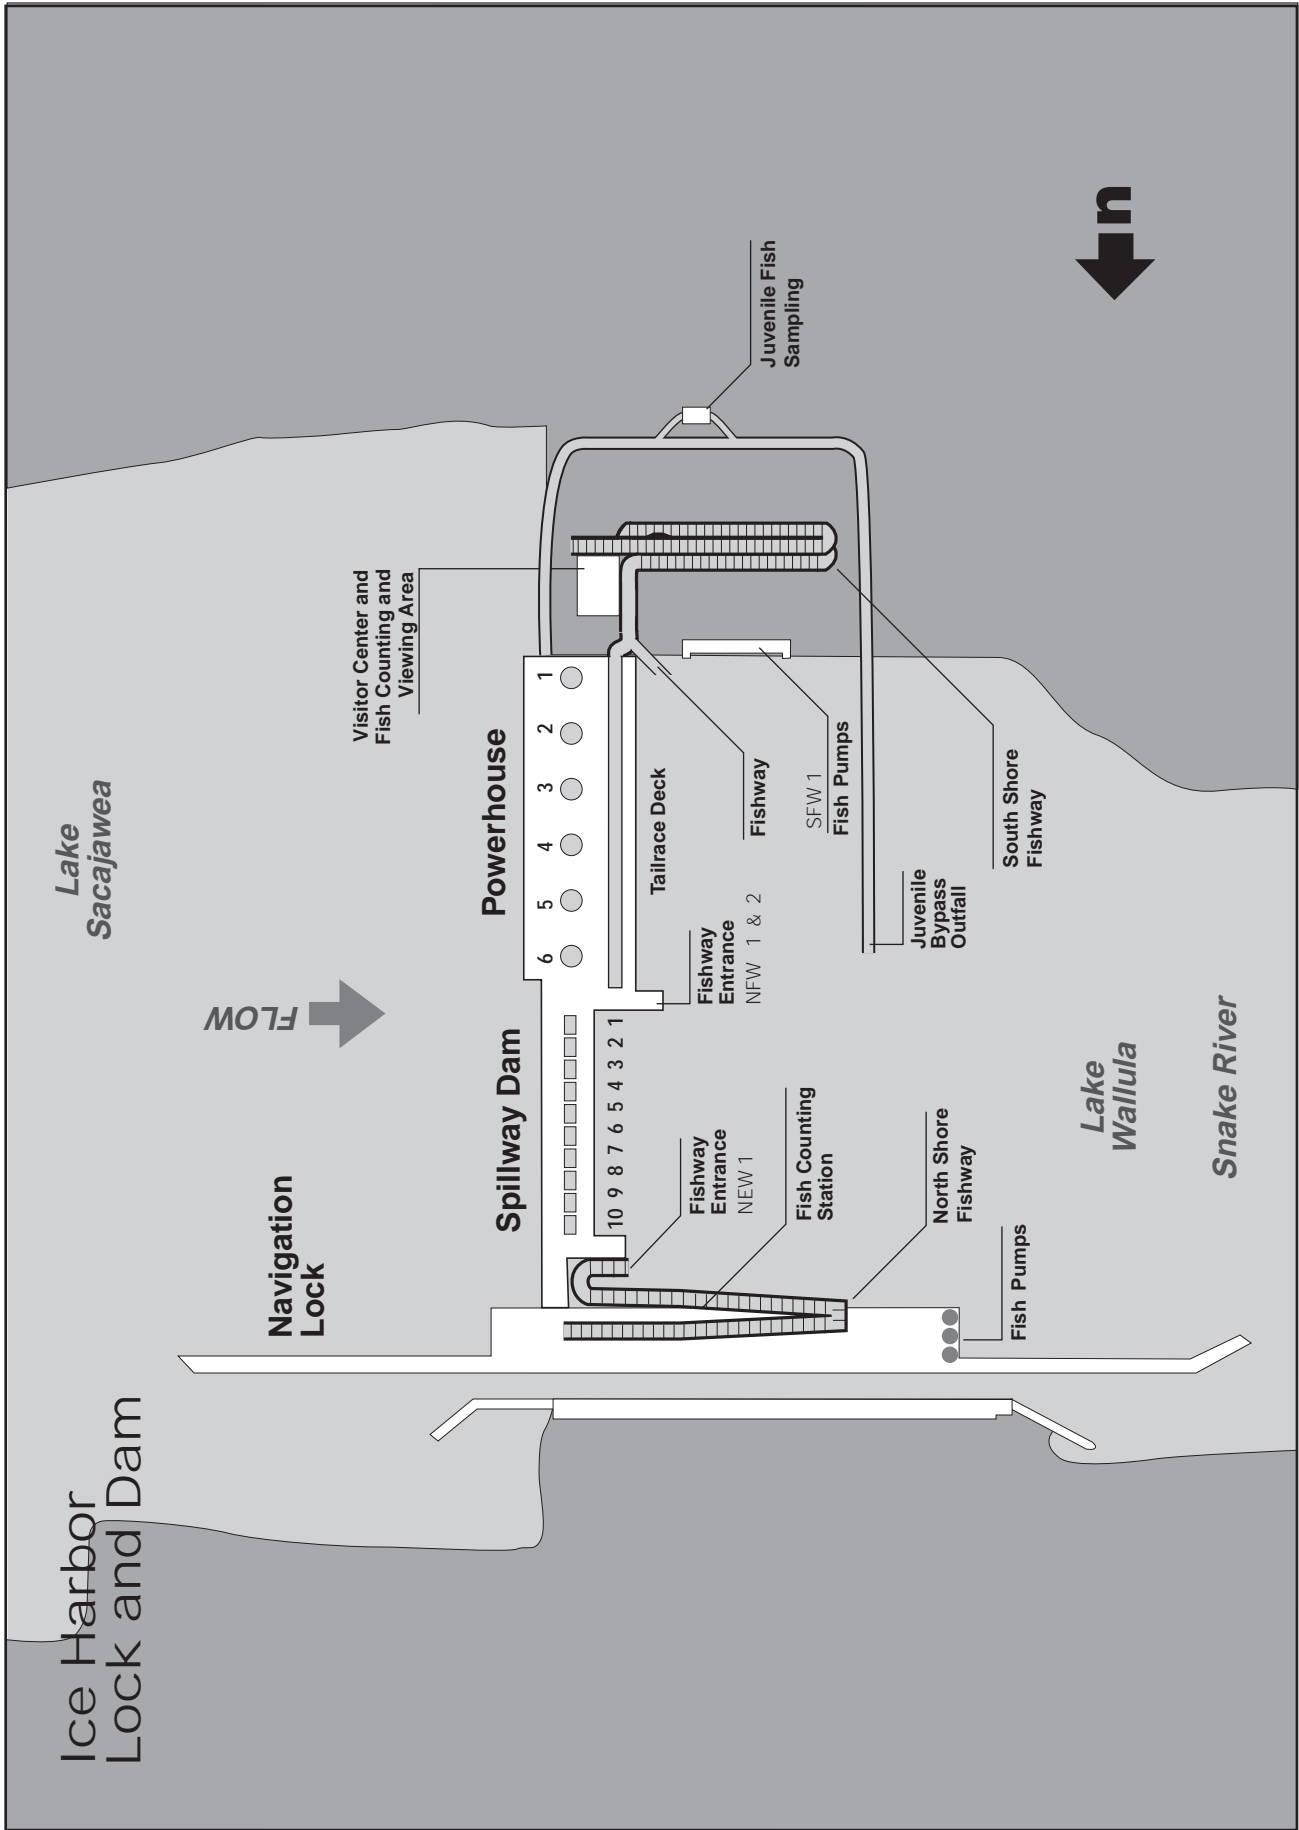 Ice Harbor
Lock and Dam
Lake
Sacajawea
FLOW
Navigation
Lock
Spillway Dam
Powerhouse
Visitor Center and
Fish Counting and
Viewing Area
6 5 4 3 2 1
10 9 8 7 6 5 4 3 2 1
Tailrace Deck
Fishway
Entrance
NEW 1
Fishway
Entrance
NFW 1 & 2
Fishway
Juvenile Fish
Sampling
Fish Counting
Station
SFW 1
Fish Pumps
North Shore
Fishway
Juvenile
Bypass
Outfall
South Shore
Fishway
Fish Pumps
Lake
Wallula
Snake River
n